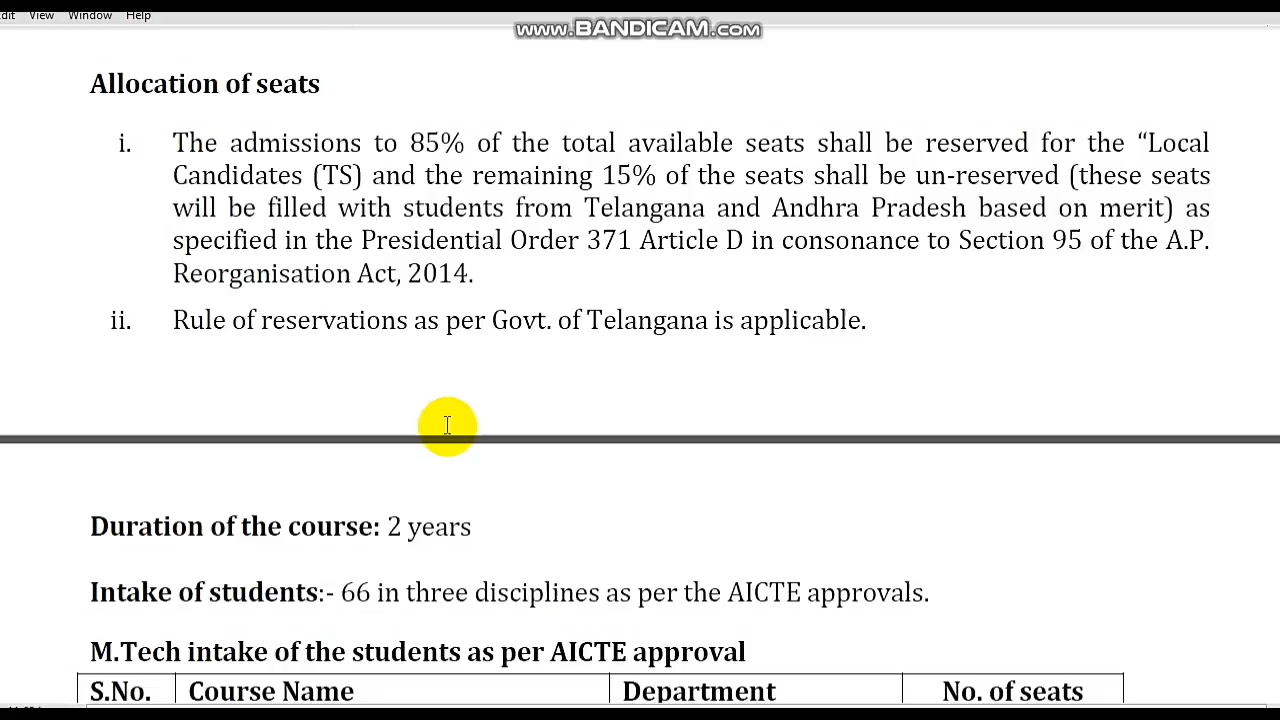 dit View Window Help
www.BANDICAM.com
Allocation of seats
i. The admissions to 85% of the total available seats shall be reserved for the “Local
Candidates (TS) and the remaining 15% of the seats shall be un-reserved (these seats
will be filled with students from Telangana and Andhra Pradesh based on merit) as
specified in the Presidential Order 371 Article D in consonance to Section 95 of the A.P.
Reorganisation Act, 2014.
ii. Rule of reservations as per Govt. of Telangana is applicable.
Duration of the course: 2 years
Intake of students:- 66 in three disciplines as per the AICTE approvals.
M.Tech intake of the students as per AICTE approval
S.No. Course Name Department No. of seats